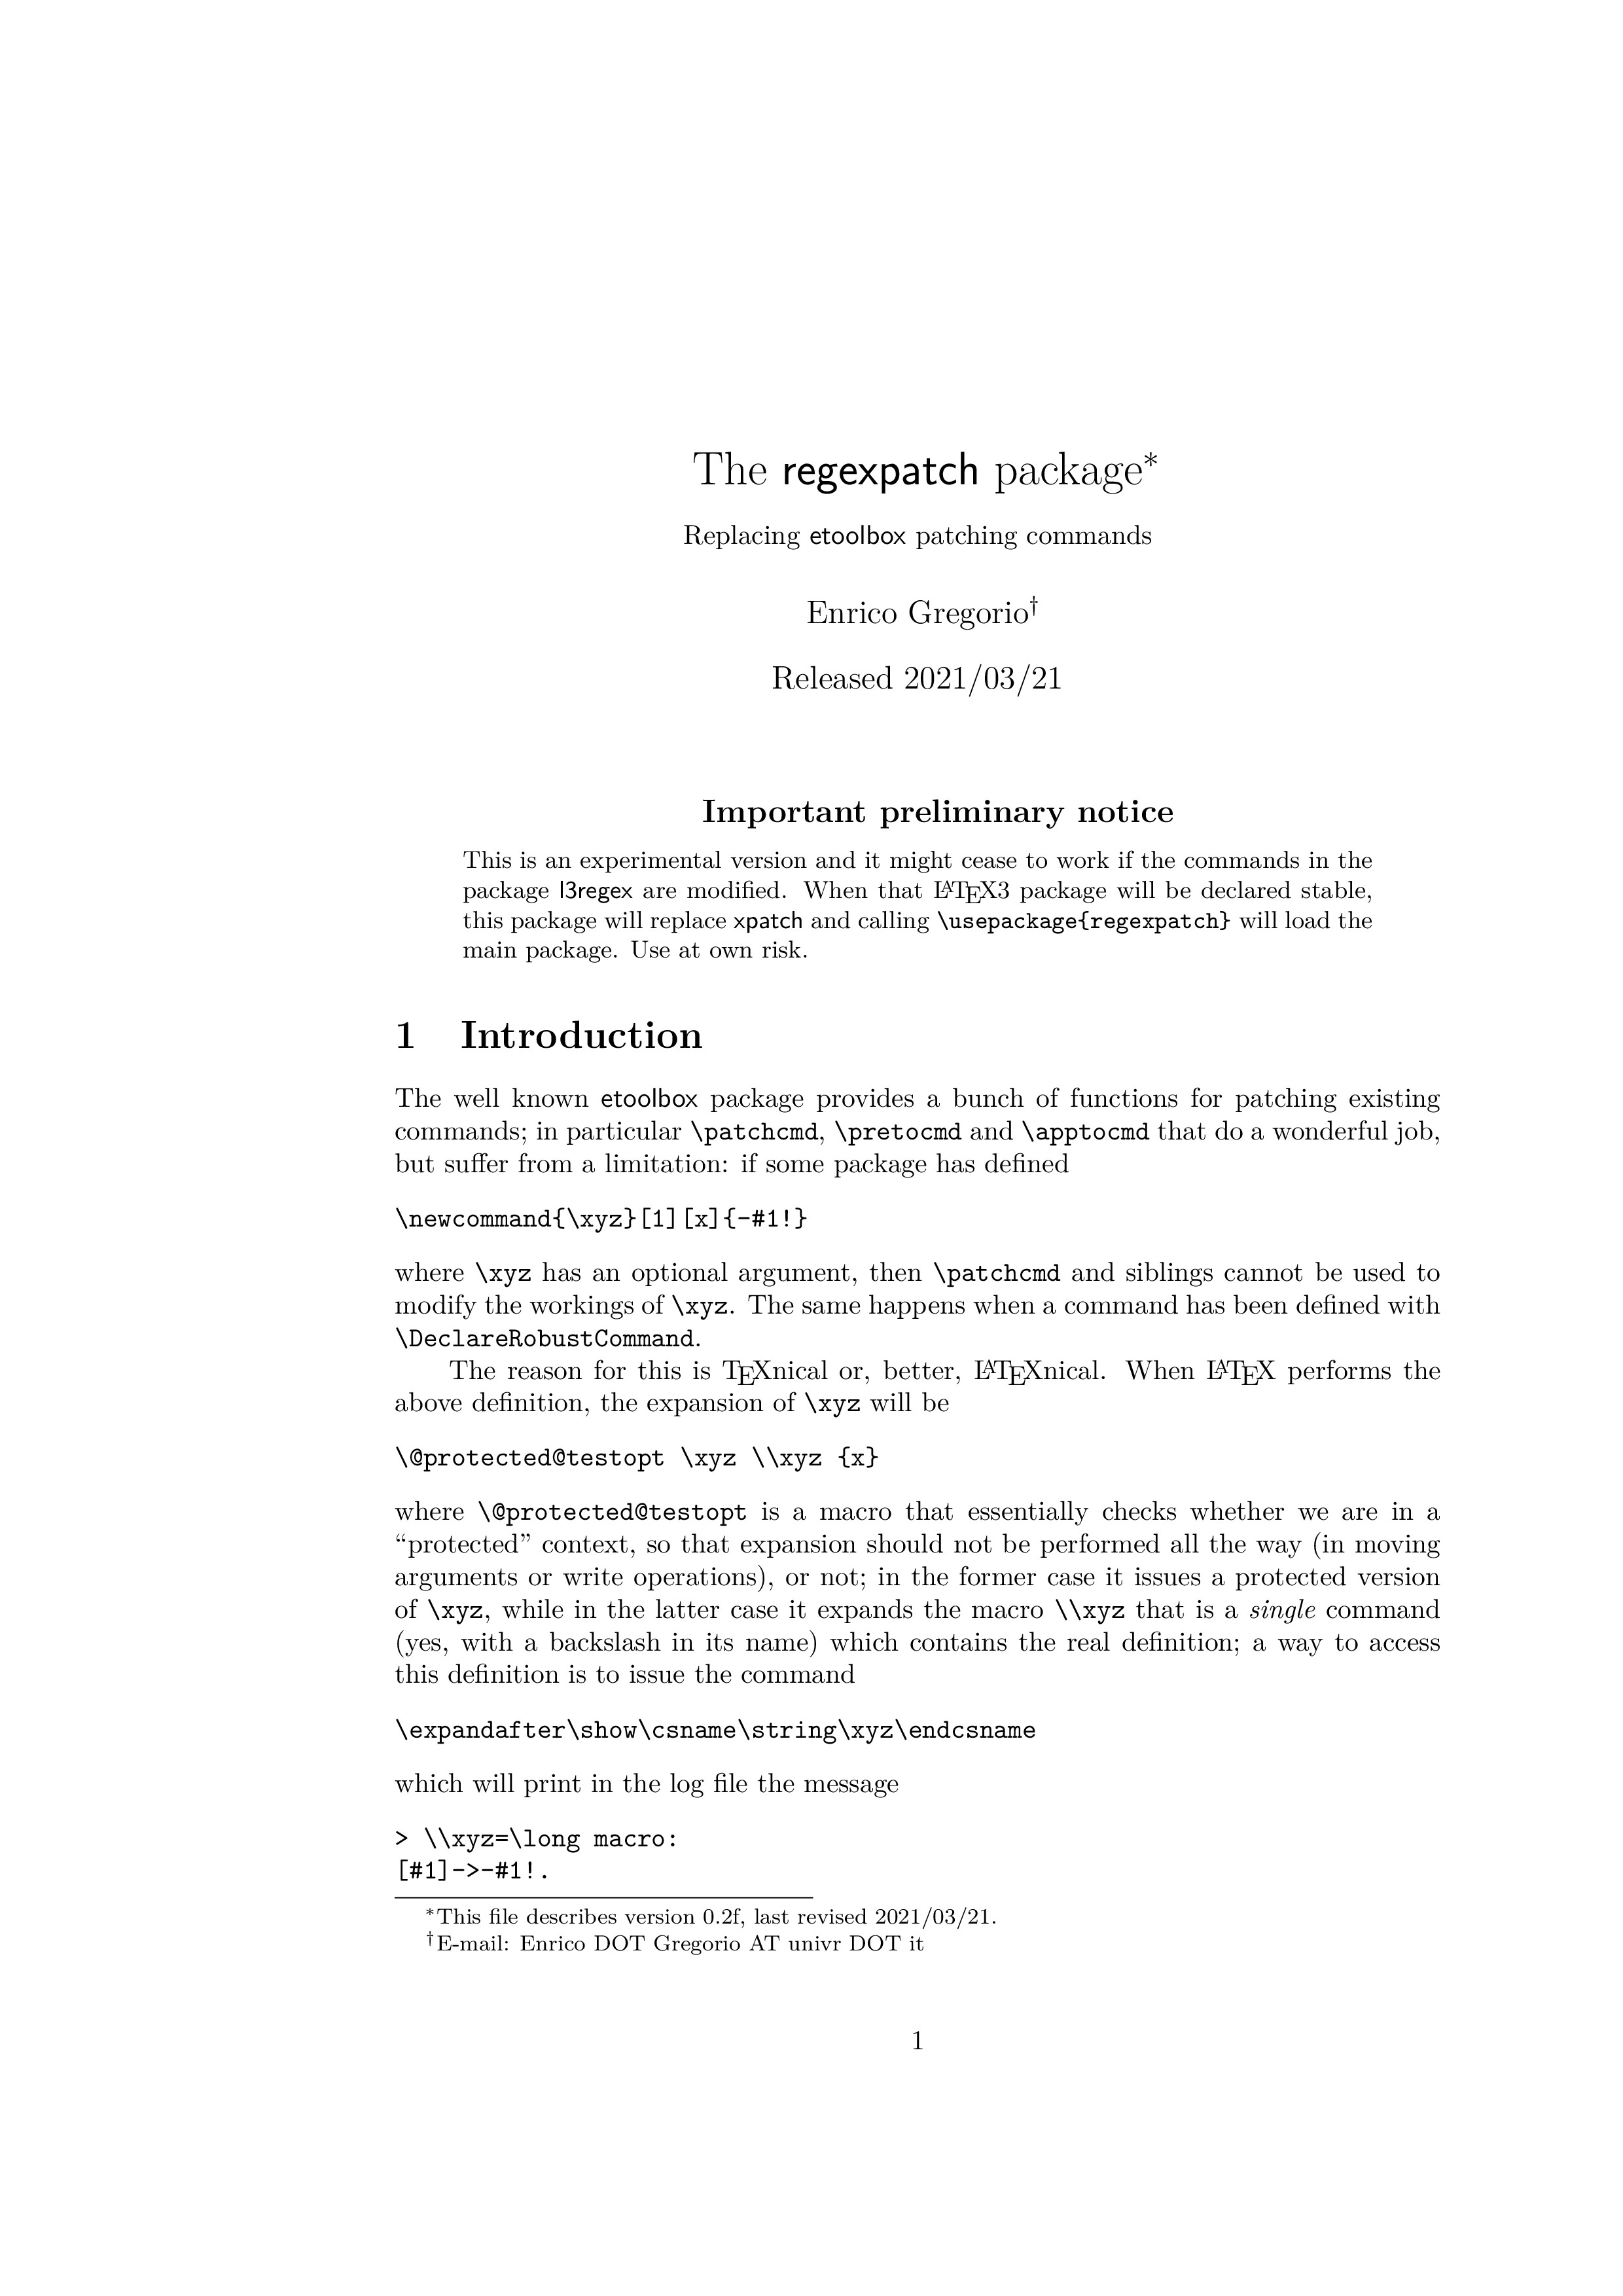 The regexpatch package*
Replacing etoolbox patching commands
Enrico Gregorio†
Released 2021/03/21
Important preliminary notice
This is an experimental version and it might cease to work if the commands in the
package l3regex are modified. When that LATEX3 package will be declared stable,
this package will replace xpatch and calling \usepackage{regexpatch} will load the
main package. Use at own risk.
1 Introduction
The well known etoolbox package provides a bunch of functions for patching existing
commands; in particular \patchcmd, \pretocmd and \apptocmd that do a wonderful job,
but suffer from a limitation: if some package has defined
\newcommand{\xyz}[1][x]{-#1!}
where \xyz has an optional argument, then \patchcmd and siblings cannot be used to
modify the workings of \xyz. The same happens when a command has been defined with
\DeclareRobustCommand.
The reason for this is TEXnical or, better, LATEXnical. When LATEX performs the
above definition, the expansion of \xyz will be
\@protected@testopt \xyz \\xyz {x}
where \@protected@testopt is a macro that essentially checks whether we are in a
“protected” context, so that expansion should not be performed all the way (in moving
arguments or write operations), or not; in the former case it issues a protected version
of \xyz, while in the latter case it expands the macro \\xyz that is a single command
(yes, with a backslash in its name) which contains the real definition; a way to access
this definition is to issue the command
\expandafter\show\csname\string\xyz\endcsname
which will print in the log file the message
> \\xyz=\long macro:
[#1]->-#1!.
*This file describes version 0.2f, last revised 2021/03/21.
†E-mail: Enrico DOT Gregorio AT univr DOT it
1